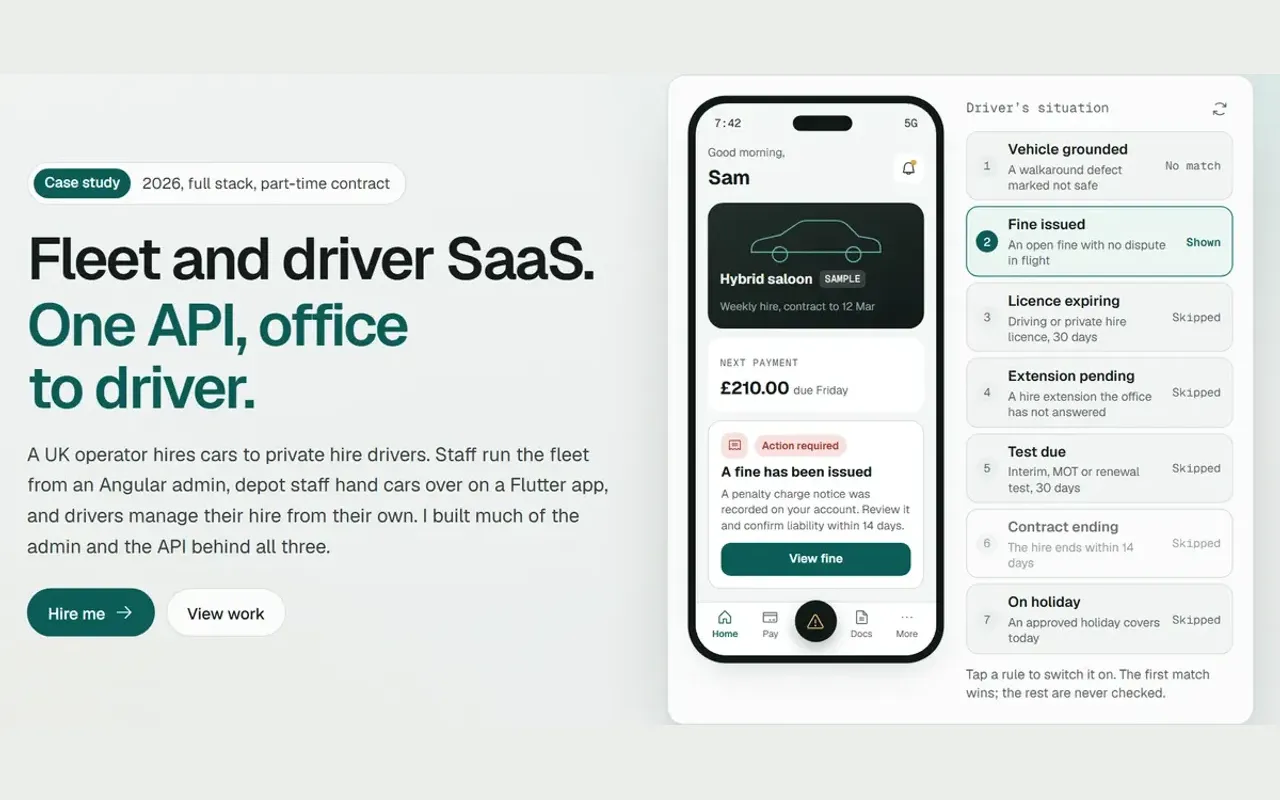 Case study
2026, full stack, part-time contract
Fleet and driver SaaS.
One API, office
to driver.
A UK operator hires cars to private hire drivers. Staff run the fleet
from an Angular admin, depot staff hand cars over on a Flutter app,
and drivers manage their hire from their own. I built much of the
admin and the API behind all three.
Hire me
View work
7:42
5G
Good morning,
Sam
Hybrid saloon
SAMPLE
Weekly hire, contract to 12 Mar
NEXT PAYMENT
£210.00 due Friday
Action required
A fine has been issued
A penalty charge notice was
recorded on your account. Review it
and confirm liability within 14 days.
View fine
Home
Pay
Docs
More
Driver's situation
1
Vehicle grounded
A walkaround defect
marked not safe
No match
2
Fine issued
An open fine with no dispute
in flight
Shown
3
Licence expiring
Driving or private hire
licence, 30 days
Skipped
4
Extension pending
A hire extension the office
has not answered
Skipped
5
Test due
Interim, MOT or renewal
test, 30 days
Skipped
6
Contract ending
The hire ends within 14
days
Skipped
7
On holiday
An approved holiday covers
today
Skipped
Tap a rule to switch it on. The first match
wins; the rest are never checked.